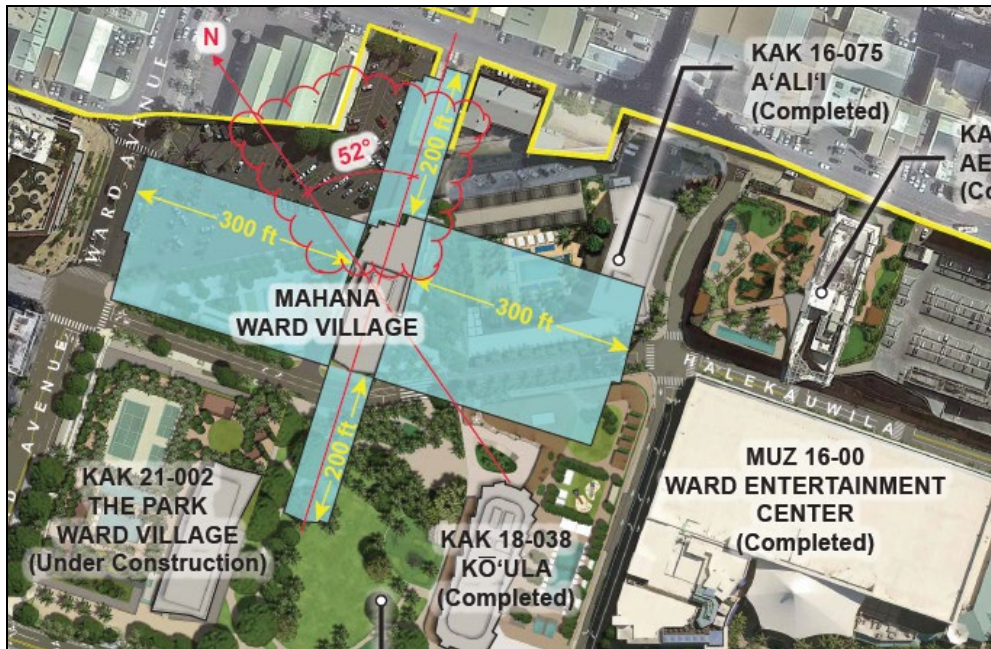 N
WARD AVENUE
52°
200 ft
300 ft
MAHANA
WARD VILLAGE
300 ft
200 ft
KAK 16-075
A‘ALI‘I
(Completed)
KA
AE
(Co
HALEKAUWILA
AVENUE
KAK 21-002
THE PARK
WARD VILLAGE
(Under Construction)
KAK 18-038
KŌ‘ULA
(Completed)
MUZ 16-00
WARD ENTERTAINMENT
CENTER
(Completed)